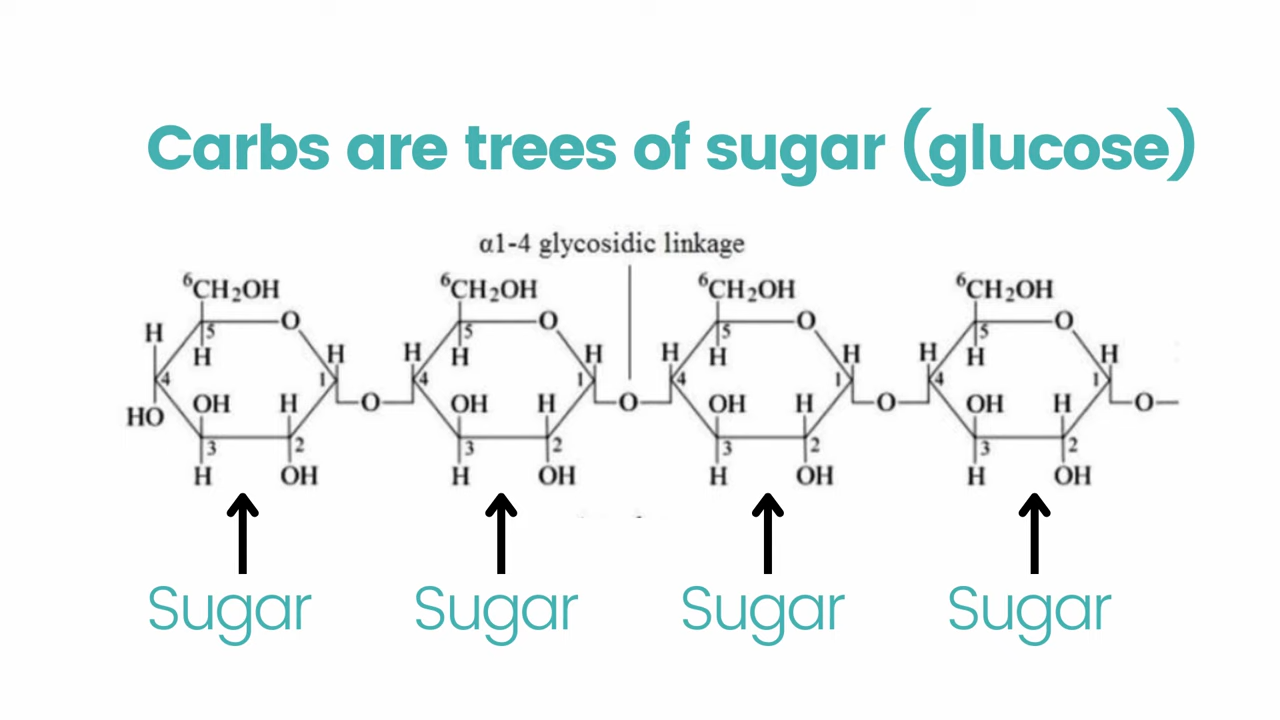 Carbs are trees of sugar (glucose)
α1-4 glycosidic linkage
⁶CH₂OH ⁶CH₂OH ⁶CH₂OH ⁶CH₂OH
O O O O
H 5 5 5 5
H H H H H H H H H H H
4 1 4 1 4 1 4 1
HO OH H O OH H O OH H O OH H O
3 2 3 2 3 2 3 2
H OH H OH H OH H OH
Sugar Sugar Sugar Sugar